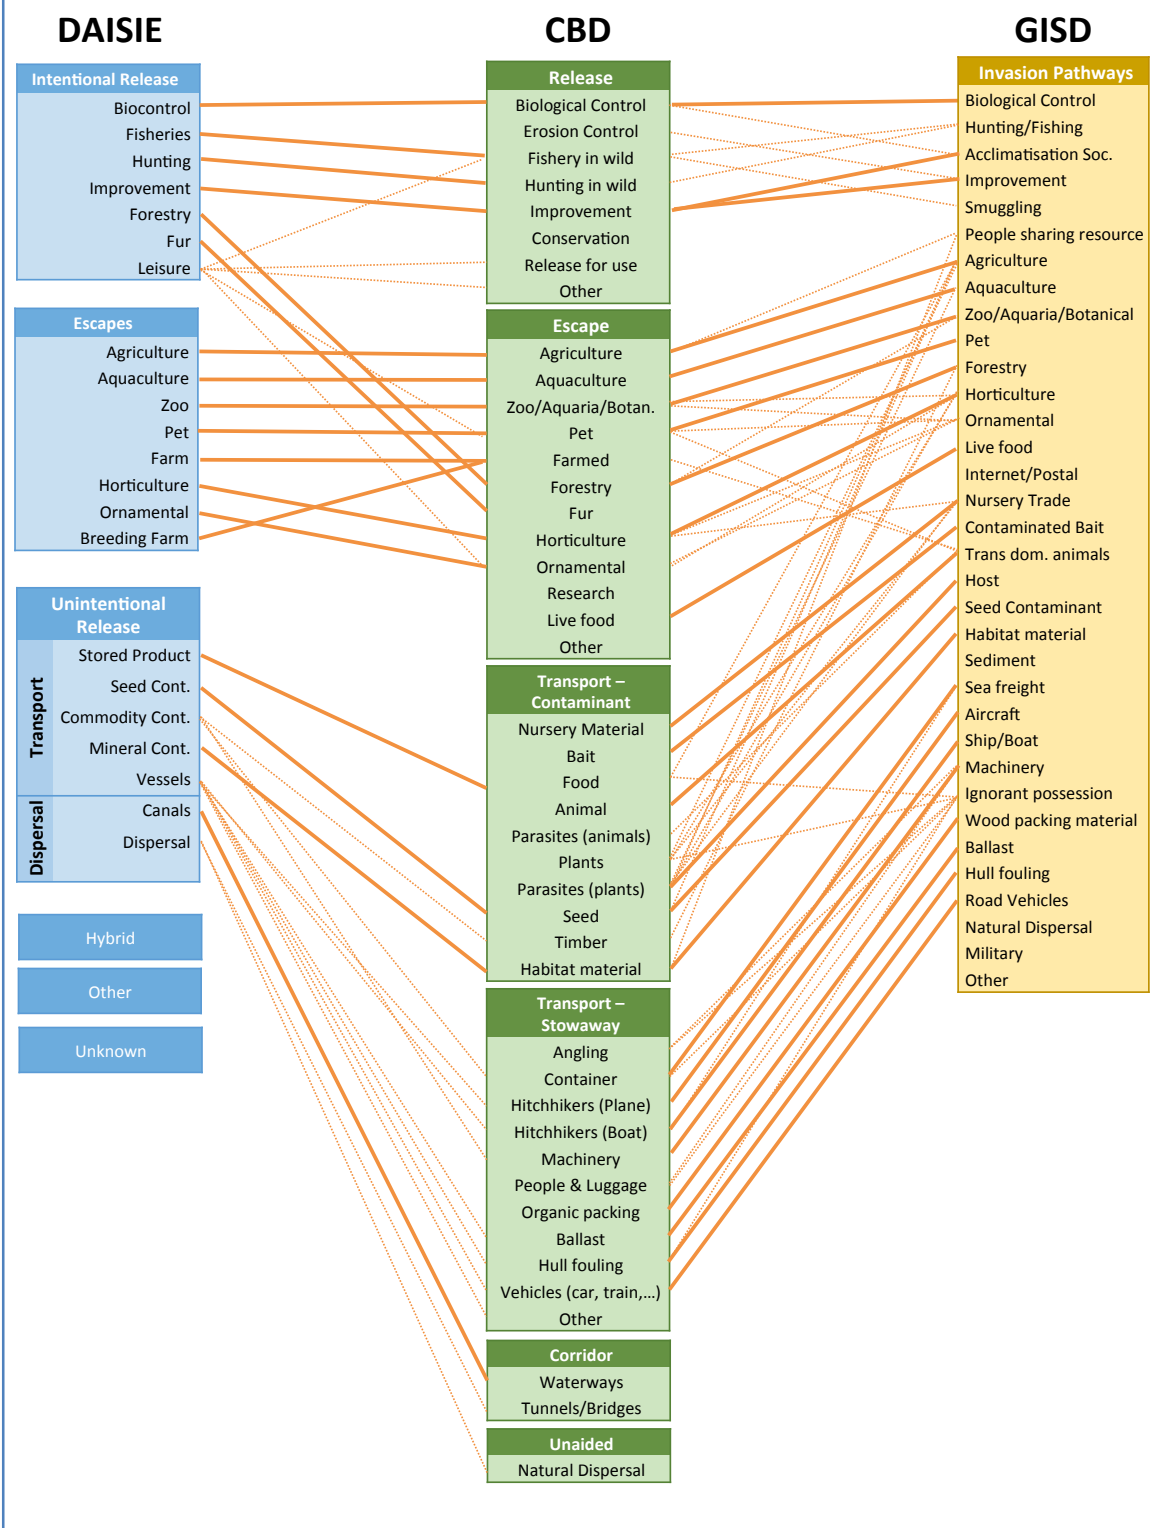 DAISIE
Intentional Release
Biocontrol
Fisheries
Hunting
Improvement
Forestry
Fur
Leisure
Escapes
Agriculture
Aquaculture
Zoo
Pet
Farm
Horticulture
Ornamental
Breeding Farm
Unintentional
Release
Transport
Stored Product
Seed Cont.
Commodity Cont.
Mineral Cont.
Vessels
Dispersal
Canals
Dispersal
Hybrid
Other
Unknown
CBD
Release
Biological Control
Erosion Control
Fishery in wild
Hunting in wild
Improvement
Conservation
Release for use
Other
Escape
Agriculture
Aquaculture
Zoo/Aquaria/Botan.
Pet
Farmed
Forestry
Fur
Horticulture
Ornamental
Research
Live food
Other
Transport –
Contaminant
Nursery Material
Bait
Food
Animal
Parasites (animals)
Plants
Parasites (plants)
Seed
Timber
Habitat material
Transport –
Stowaway
Angling
Container
Hitchhikers (Plane)
Hitchhikers (Boat)
Machinery
People & Luggage
Organic packing
Ballast
Hull fouling
Vehicles (car, train,...)
Other
Corridor
Waterways
Tunnels/Bridges
Unaided
Natural Dispersal
GISD
Invasion Pathways
Biological Control
Hunting/Fishing
Acclimatisation Soc.
Improvement
Smuggling
People sharing resource
Agriculture
Aquaculture
Zoo/Aquaria/Botanical
Pet
Forestry
Horticulture
Ornamental
Live food
Internet/Postal
Nursery Trade
Contaminated Bait
Trans dom. animals
Host
Seed Contaminant
Habitat material
Sediment
Sea freight
Aircraft
Ship/Boat
Machinery
Ignorant possession
Wood packing material
Ballast
Hull fouling
Road Vehicles
Natural Dispersal
Military
Other